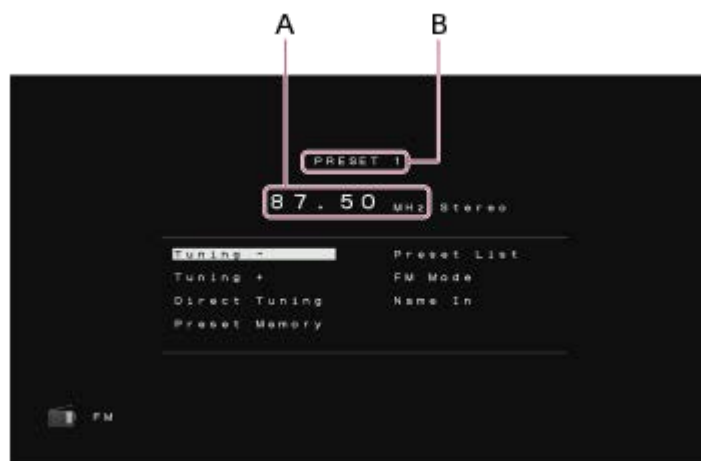 A B
PRESET 1
87.50 MHz Stereo
Tuning - Preset List
Tuning + FM Mode
Direct Tuning Name In
Preset Memory
FM